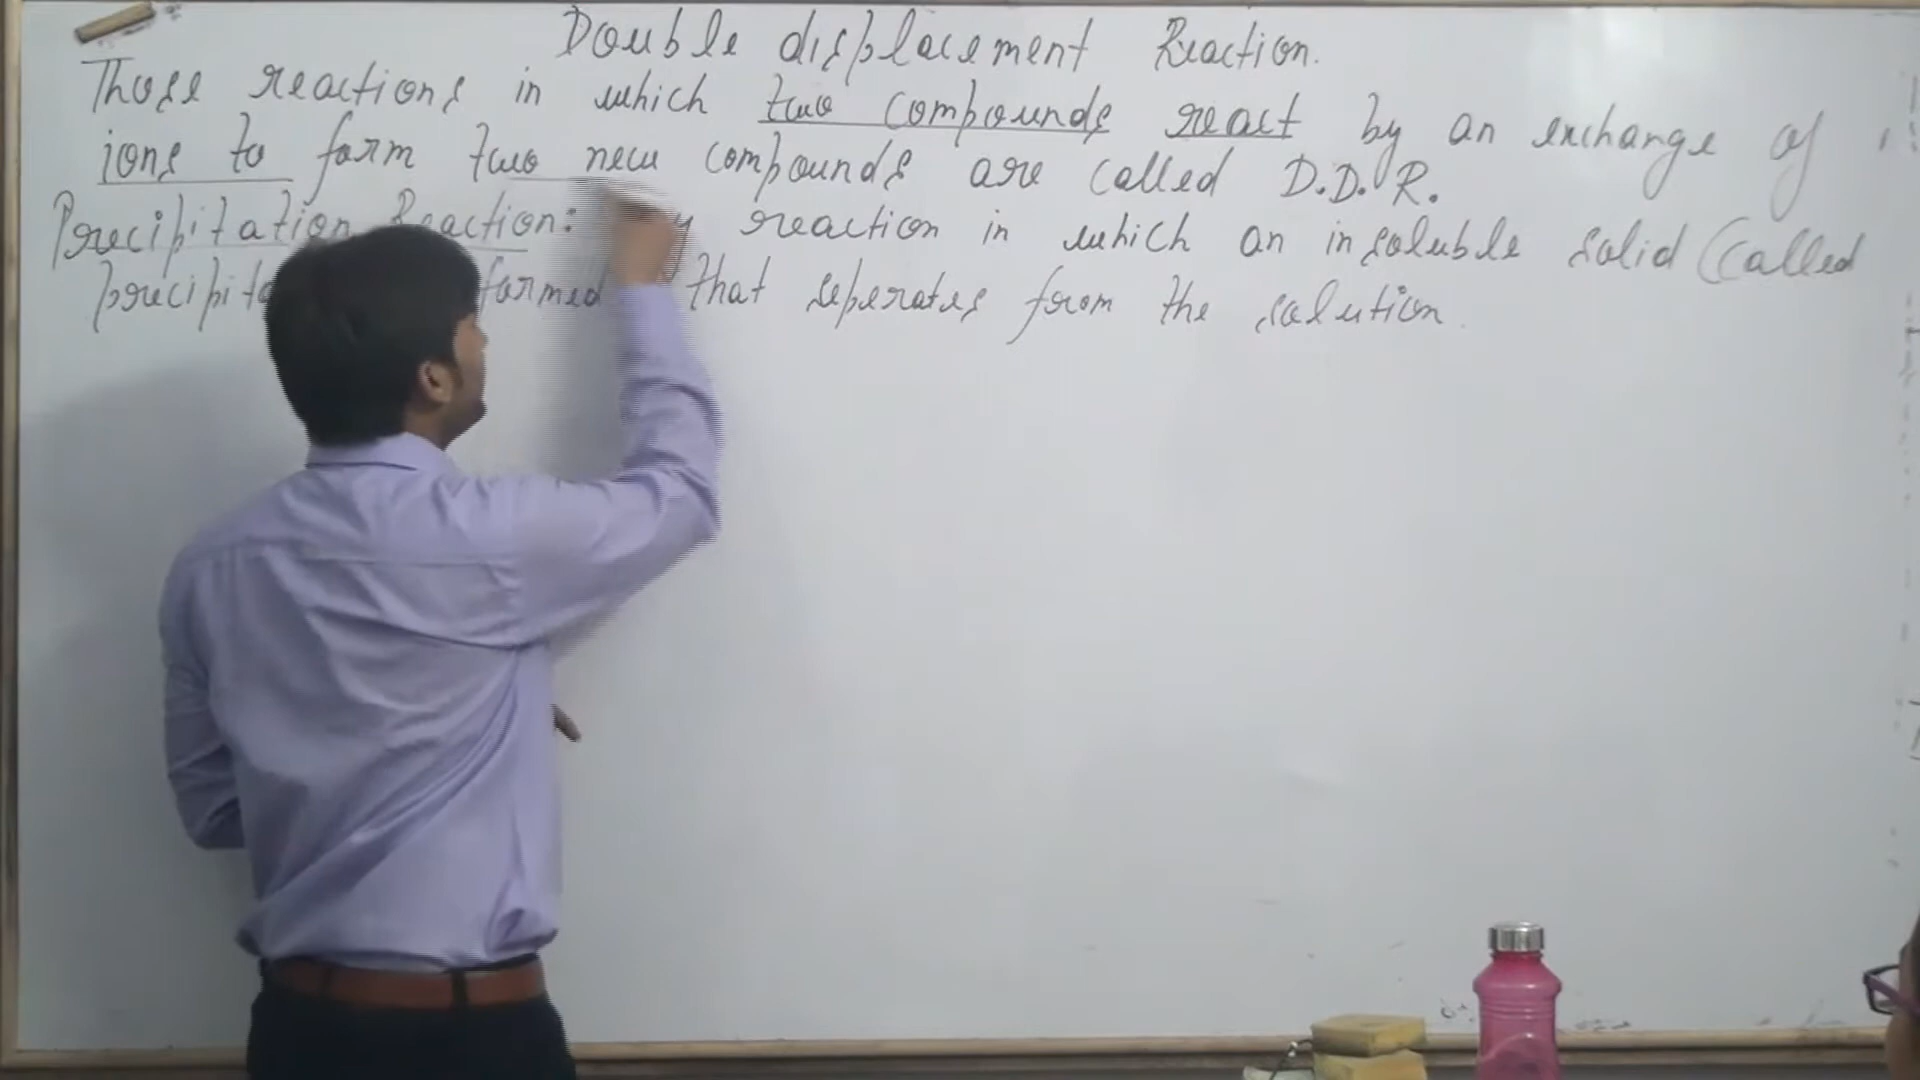 Double displacement Reaction.
Those reactions in which two compounds react by an exchange of
ions to form two new compounds are called D.D.R.
Precipitation Reaction: reaction in which an insoluble solid (called
formed that seperates from the solution.